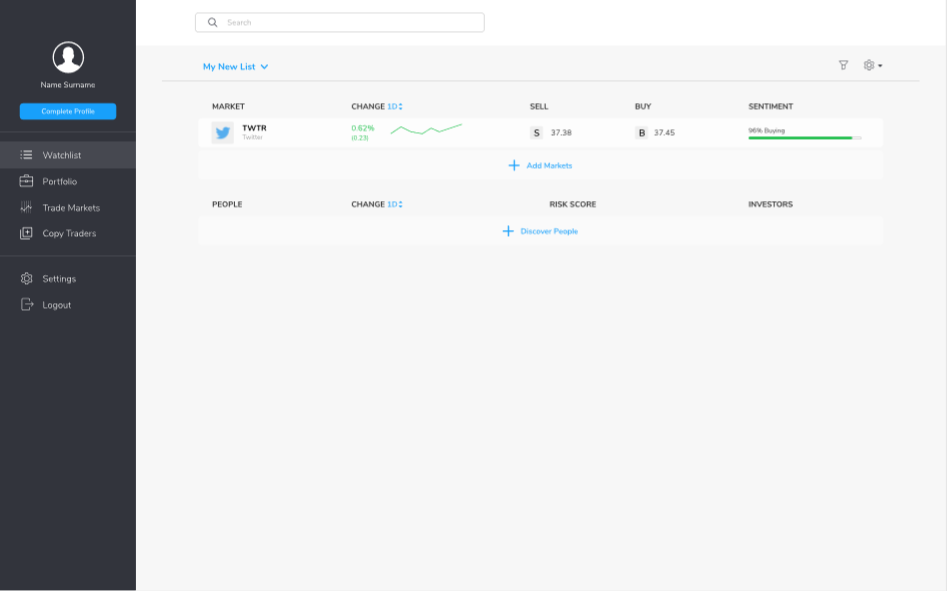 Search
Name Surname
Complete Profile
Watchlist
Portfolio
Trade Markets
Copy Traders
Settings
Logout
My New List
MARKET CHANGE 1D SELL BUY SENTIMENT
TWTR 0.62% S 37.38 B 37.45 96% Buying
Twitter (0.23)
Add Markets
PEOPLE CHANGE 1D RISK SCORE INVESTORS
Discover People